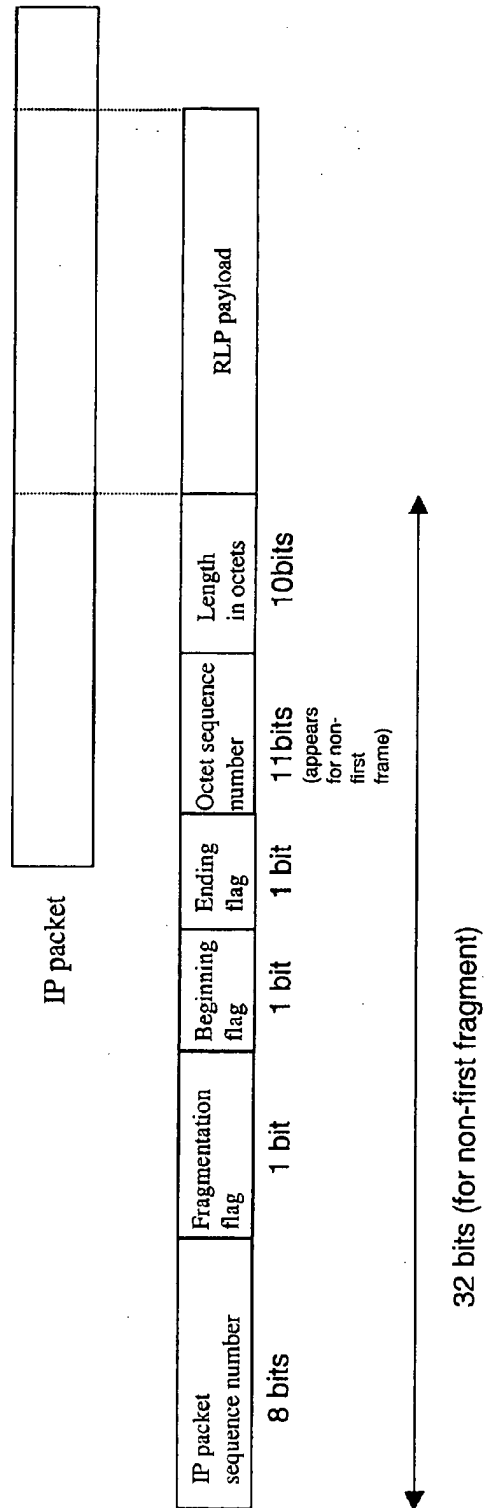 IP packet
IP packet
sequence number
Fragmentation
flag
Beginning
flag
Ending
flag
Octet sequence
number
Length
in octets
RLP payload
8 bits
1 bit
1 bit
1 bit
11bits
(appears
for non-
first
frame)
10bits
32 bits (for non-first fragment)